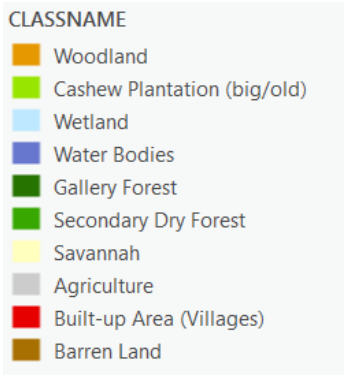 CLASSNAME
Woodland
Cashew Plantation (big/old)
Wetland
Water Bodies
Gallery Forest
Secondary Dry Forest
Savannah
Agriculture
Built-up Area (Villages)
Barren Land